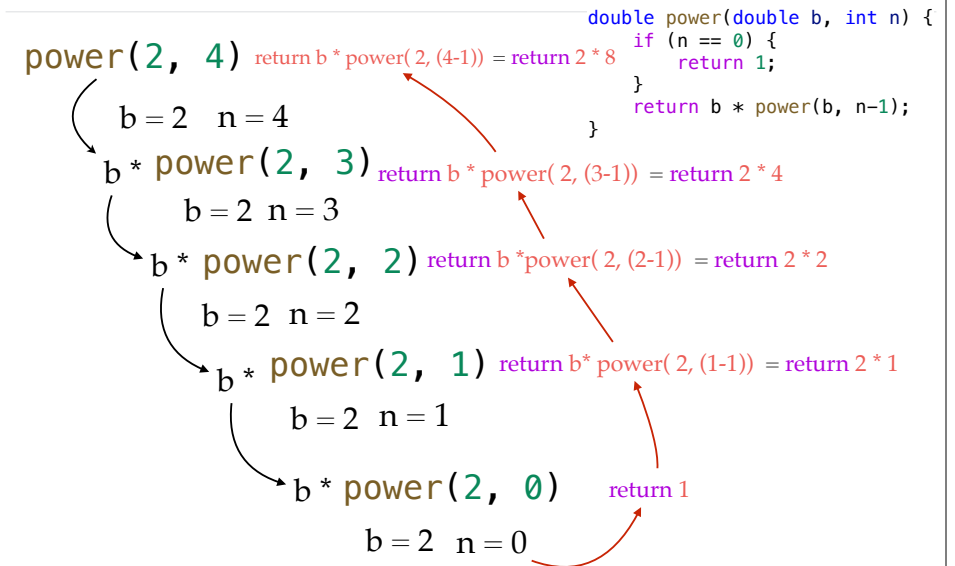 double power(double b, int n) {
if (n == 0) {
return 1;
}
return b * power(b, n-1);
}
power(2, 4) return b * power( 2, (4-1)) = return 2 * 8
b = 2 n = 4
b * power(2, 3) return b * power( 2, (3-1)) = return 2 * 4
b = 2 n = 3
b * power(2, 2) return b *power( 2, (2-1)) = return 2 * 2
b = 2 n = 2
b * power(2, 1) return b* power( 2, (1-1)) = return 2 * 1
b = 2 n = 1
b * power(2, 0) return 1
b = 2 n = 0